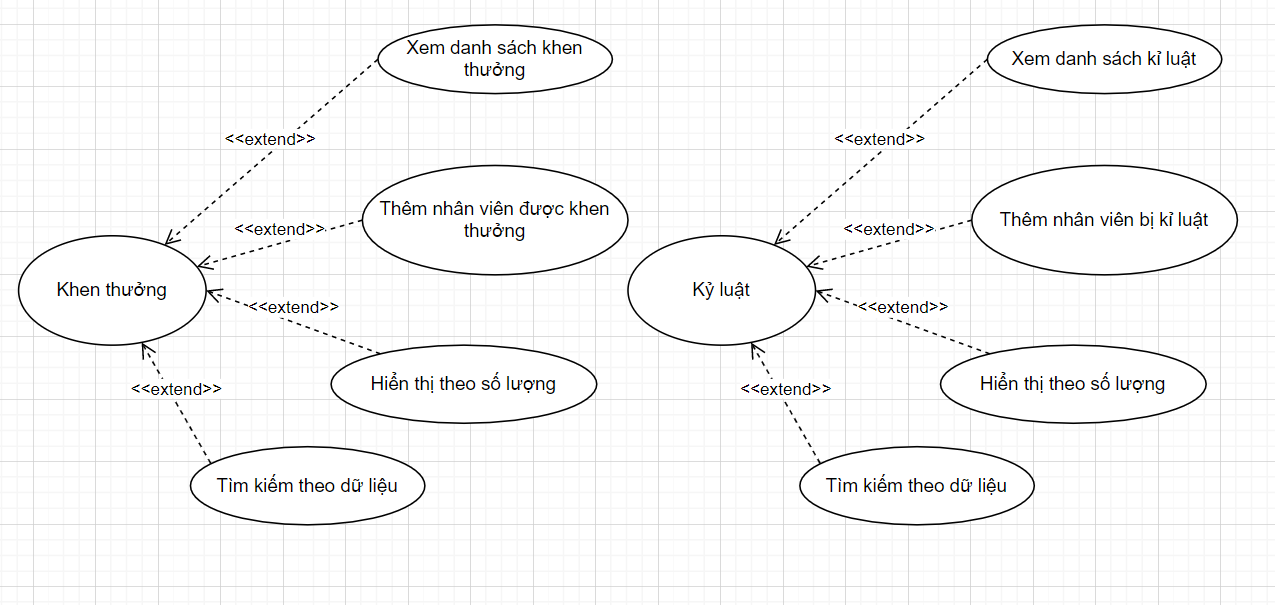 Xem danh sách khen
thưởng
<<extend>>
Thêm nhân viên được khen
thưởng
<<extend>>
Khen thưởng
<<extend>>
Hiển thị theo số lượng
<<extend>>
Tìm kiếm theo dữ liệu
Xem danh sách kỉ luật
<<extend>>
Thêm nhân viên bị kỉ luật
<<extend>>
Kỷ luật
<<extend>>
Hiển thị theo số lượng
<<extend>>
Tìm kiếm theo dữ liệu